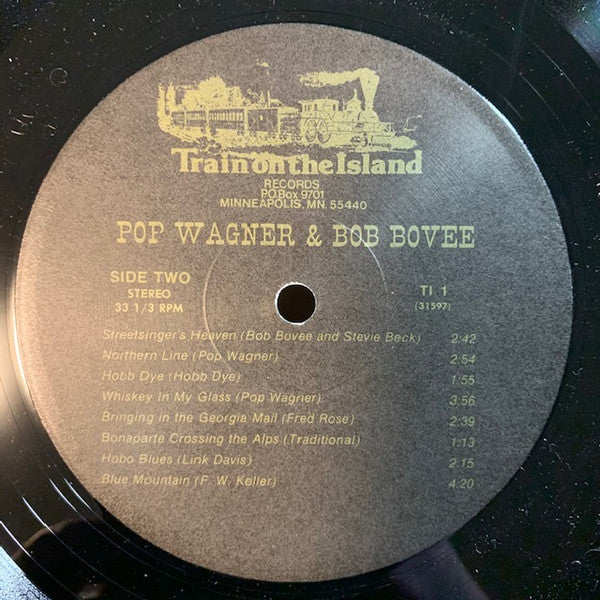 Train on the Island
RECORDS
P.O.Box 9701
MINNEAPOLIS, MN. 55440
POP WAGNER & BOB BOVEE
SIDE TWO
STEREO
33 1/3 RPM
TI 1
(31597)
Streetsinger's Heaven (Bob Bovee and Stevie Beck) 2:42
Northern Line (Pop Wagner) 2:54
Hobb Dye (Hobb Dye) 1:55
Whiskey In My Glass (Pop Wagner) 3:56
Bringing in the Georgia Mail (Fred Rose) 2:39
Bonaparte Crossing the Alps (Traditional) 1:13
Hobo Blues (Link Davis) 2:15
Blue Mountain (F. W. Keller) 4:20